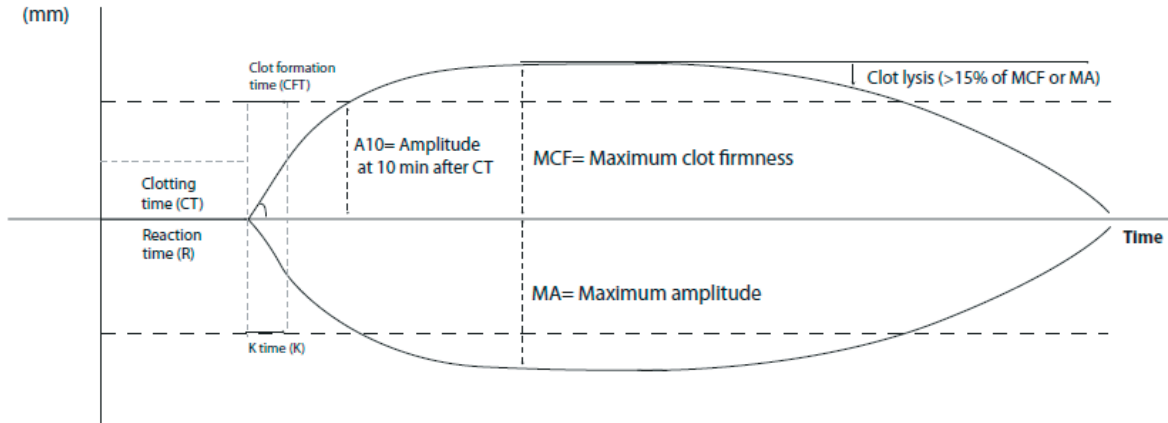 (mm)
Clot formation
time (CFT)
Clot lysis (>15% of MCF or MA)
A10= Amplitude
at 10 min after CT
MCF= Maximum clot firmness
Clotting
time (CT)
Reaction
time (R)
Time
MA= Maximum amplitude
K time (K)